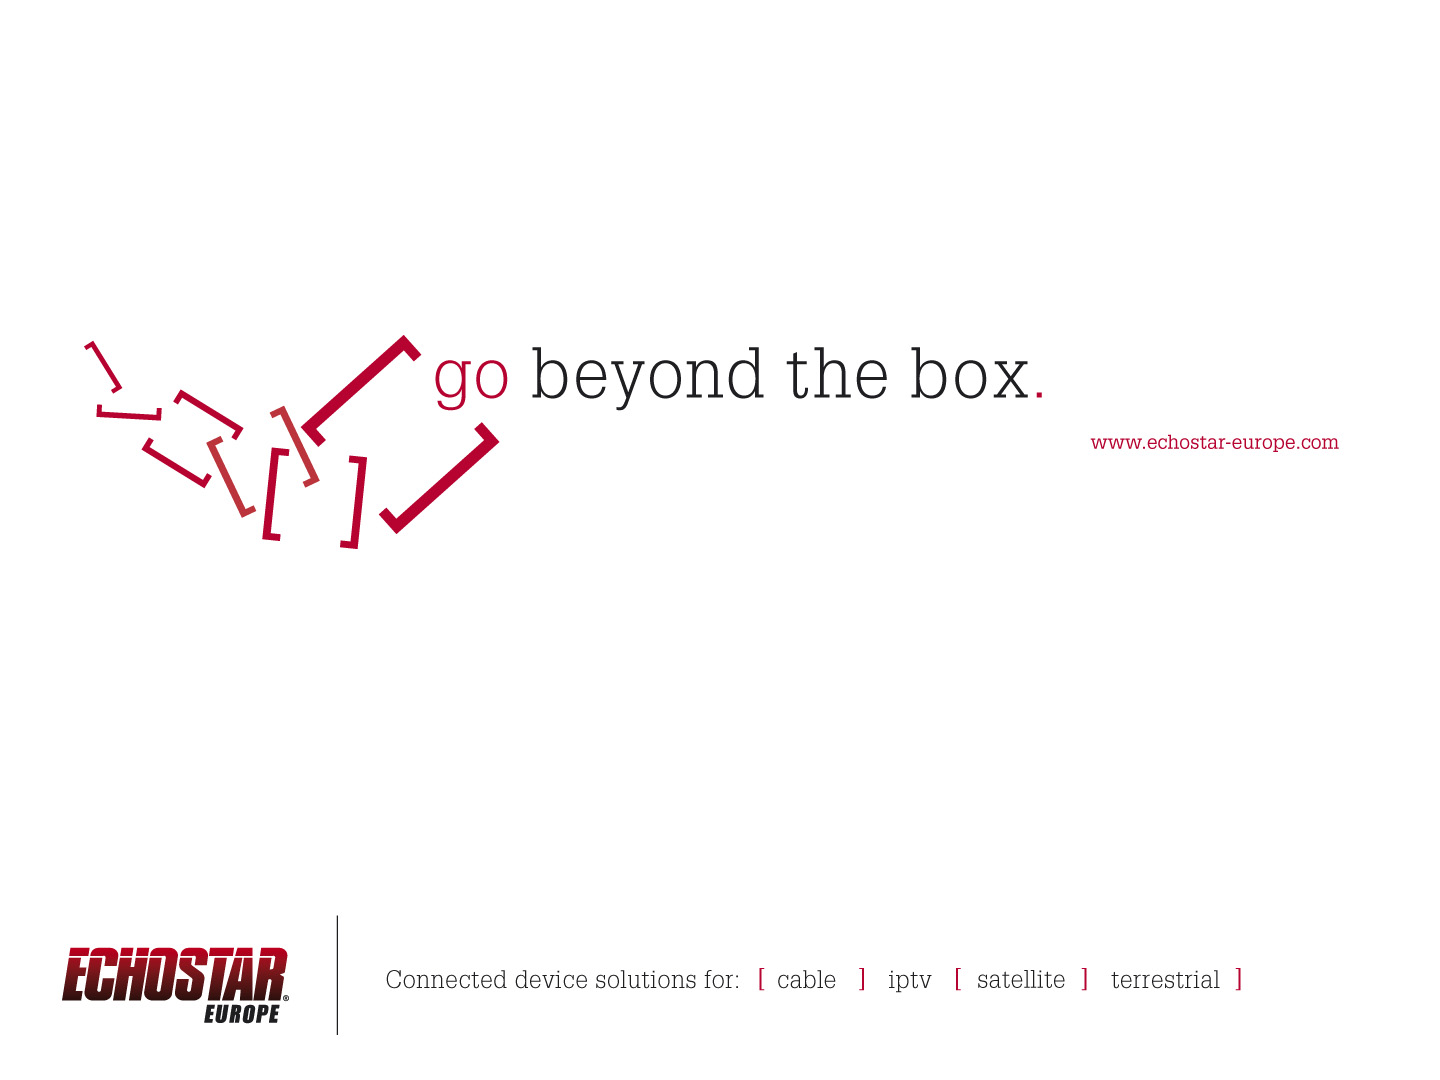 go beyond the box.
www.echostar-europe.com
ECHOSTAR®
EUROPE
Connected device solutions for: [ cable ] iptv [ satellite ] terrestrial ]